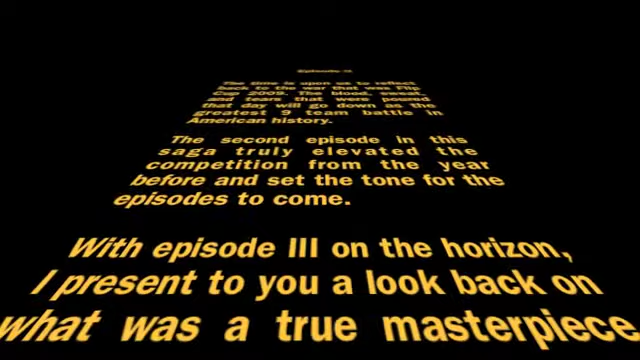 Episode II
The time is upon us to reflect
back to the war that was Flip
Cup 2009. The blood, sweat,
and tears that were poured
that day will go down as the
greatest 9 team battle in
American history.
The second episode in this
saga truly elevated the
competition from the year
before and set the tone for the
episodes to come.
With episode III on the horizon,
I present to you a look back on
what was a true masterpiece